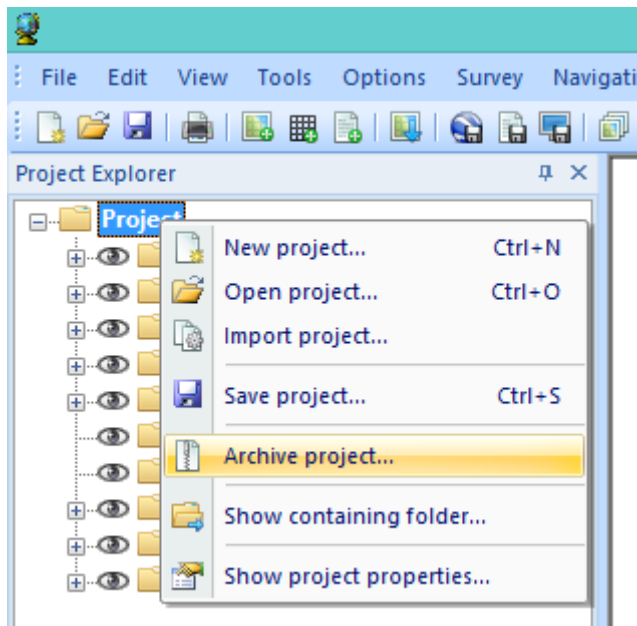 File Edit View Tools Options Survey Navigati
Project Explorer
Project
New project... Ctrl+N
Open project... Ctrl+O
Import project...
Save project... Ctrl+S
Archive project...
Show containing folder...
Show project properties...